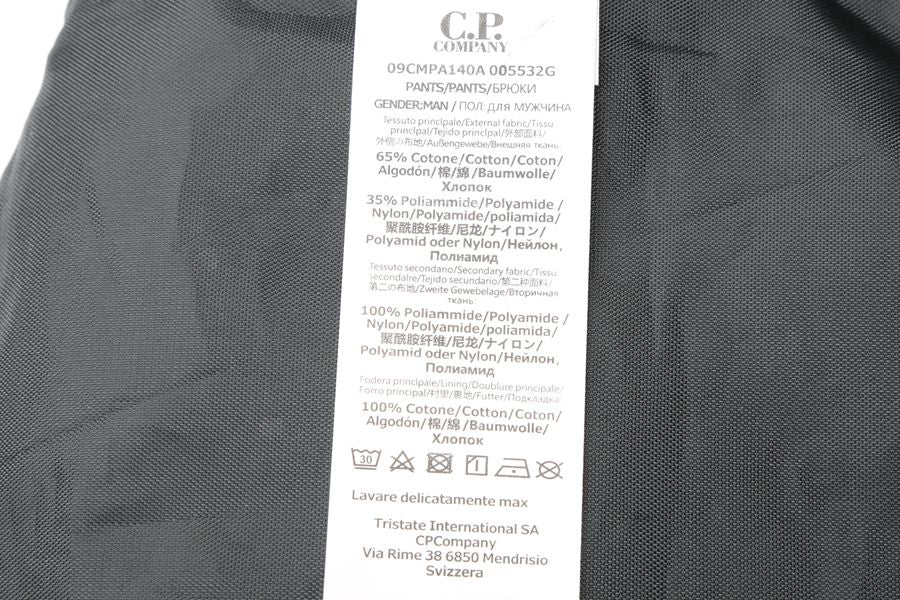 C.P.
COMPANY
09CMPA140A 005532G
PANTS/PANTS/БРЮКИ
GENDER:MAN / ПОЛ: ДЛЯ МУЖЧИНА
Tessuto principale/External fabric/Tissu
principal/Tejido principal/外部面料/
外側の布地/Außengewebe/Внешняя ткань:
65% Cotone/Cotton/Coton/
Algodón/棉/綿/Baumwolle/
Хлопок
35% Poliammide/Polyamide/
Nylon/Polyamide/poliamida/
聚酰胺纤维/尼龙/ナイロン/
Polyamid oder Nylon/Нейлон,
Полиамид
Tessuto secondario/Secondary fabric/Tissu
secondaire/Tejido secundario/第二种面料/
第二の布地/Zweite Gewebelage/Вторичная
ткань:
100% Poliammide/Polyamide /
Nylon/Polyamide/poliamida/
聚酰胺纤维/尼龙/ナイロン/
Polyamid oder Nylon/Нейлон,
Полиамид
Fodera principale/Lining/Doublure principale/
Forro principal/村里/裏地/Futter/Подкладка:
100% Cotone/Cotton/Coton/
Algodón/棉/綿/Baumwolle/
Хлопок
30
Lavare delicatamente max
Tristate International SA
CPCompany
Via Rime 38 6850 Mendrisio
Svizzera